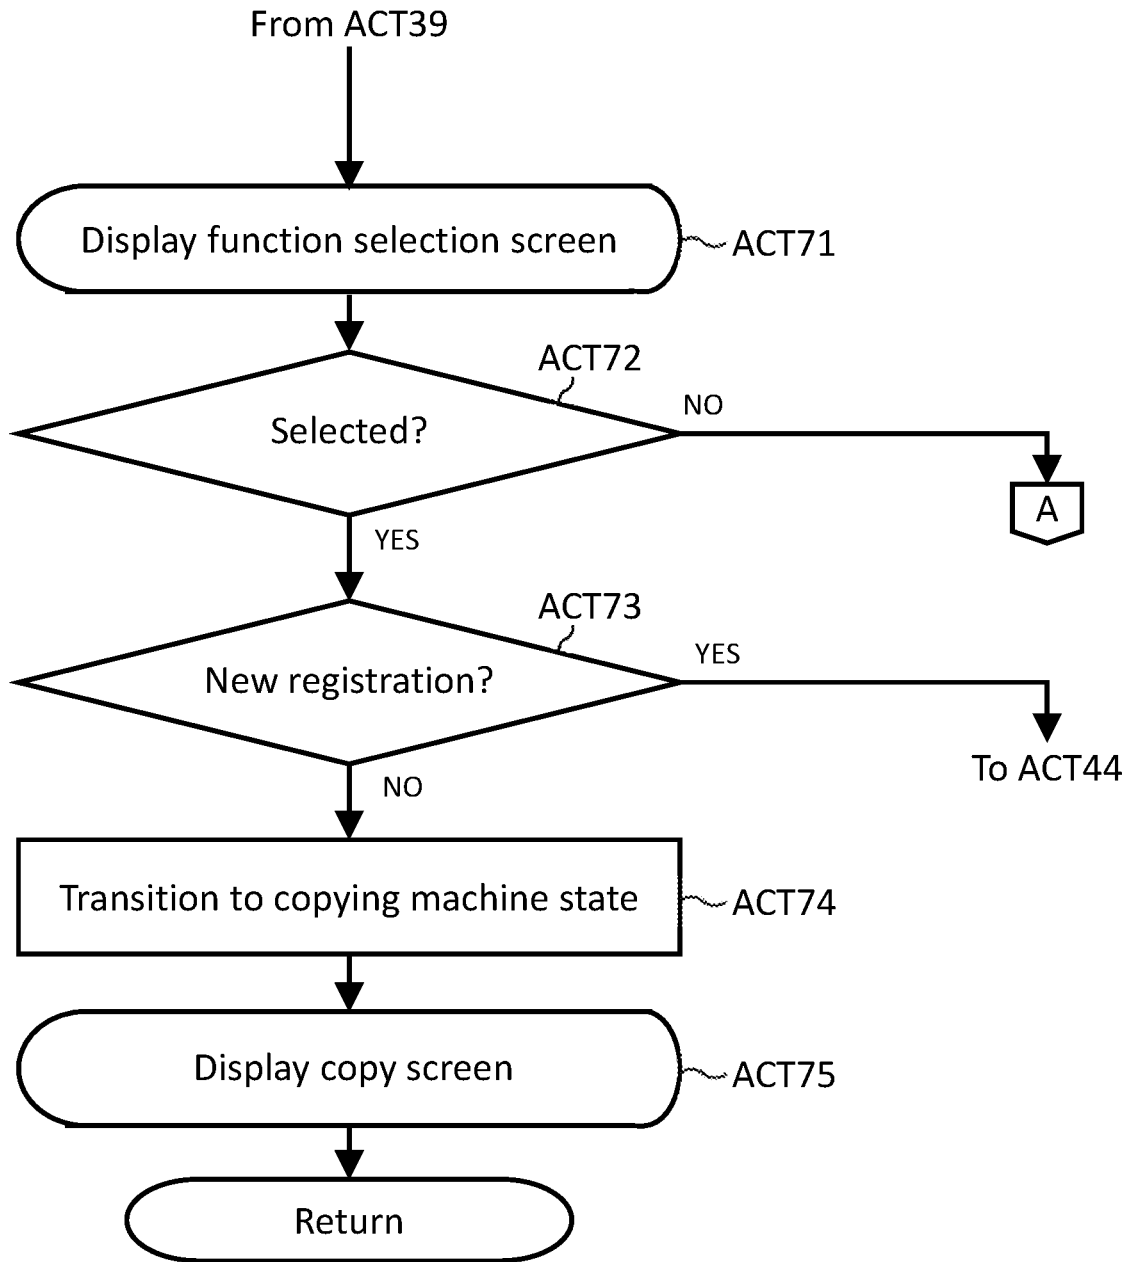 From ACT39
Display function selection screen
ACT71
ACT72
Selected?
NO
A
YES
ACT73
New registration?
YES
To ACT44
NO
Transition to copying machine state
ACT74
Display copy screen
ACT75
Return